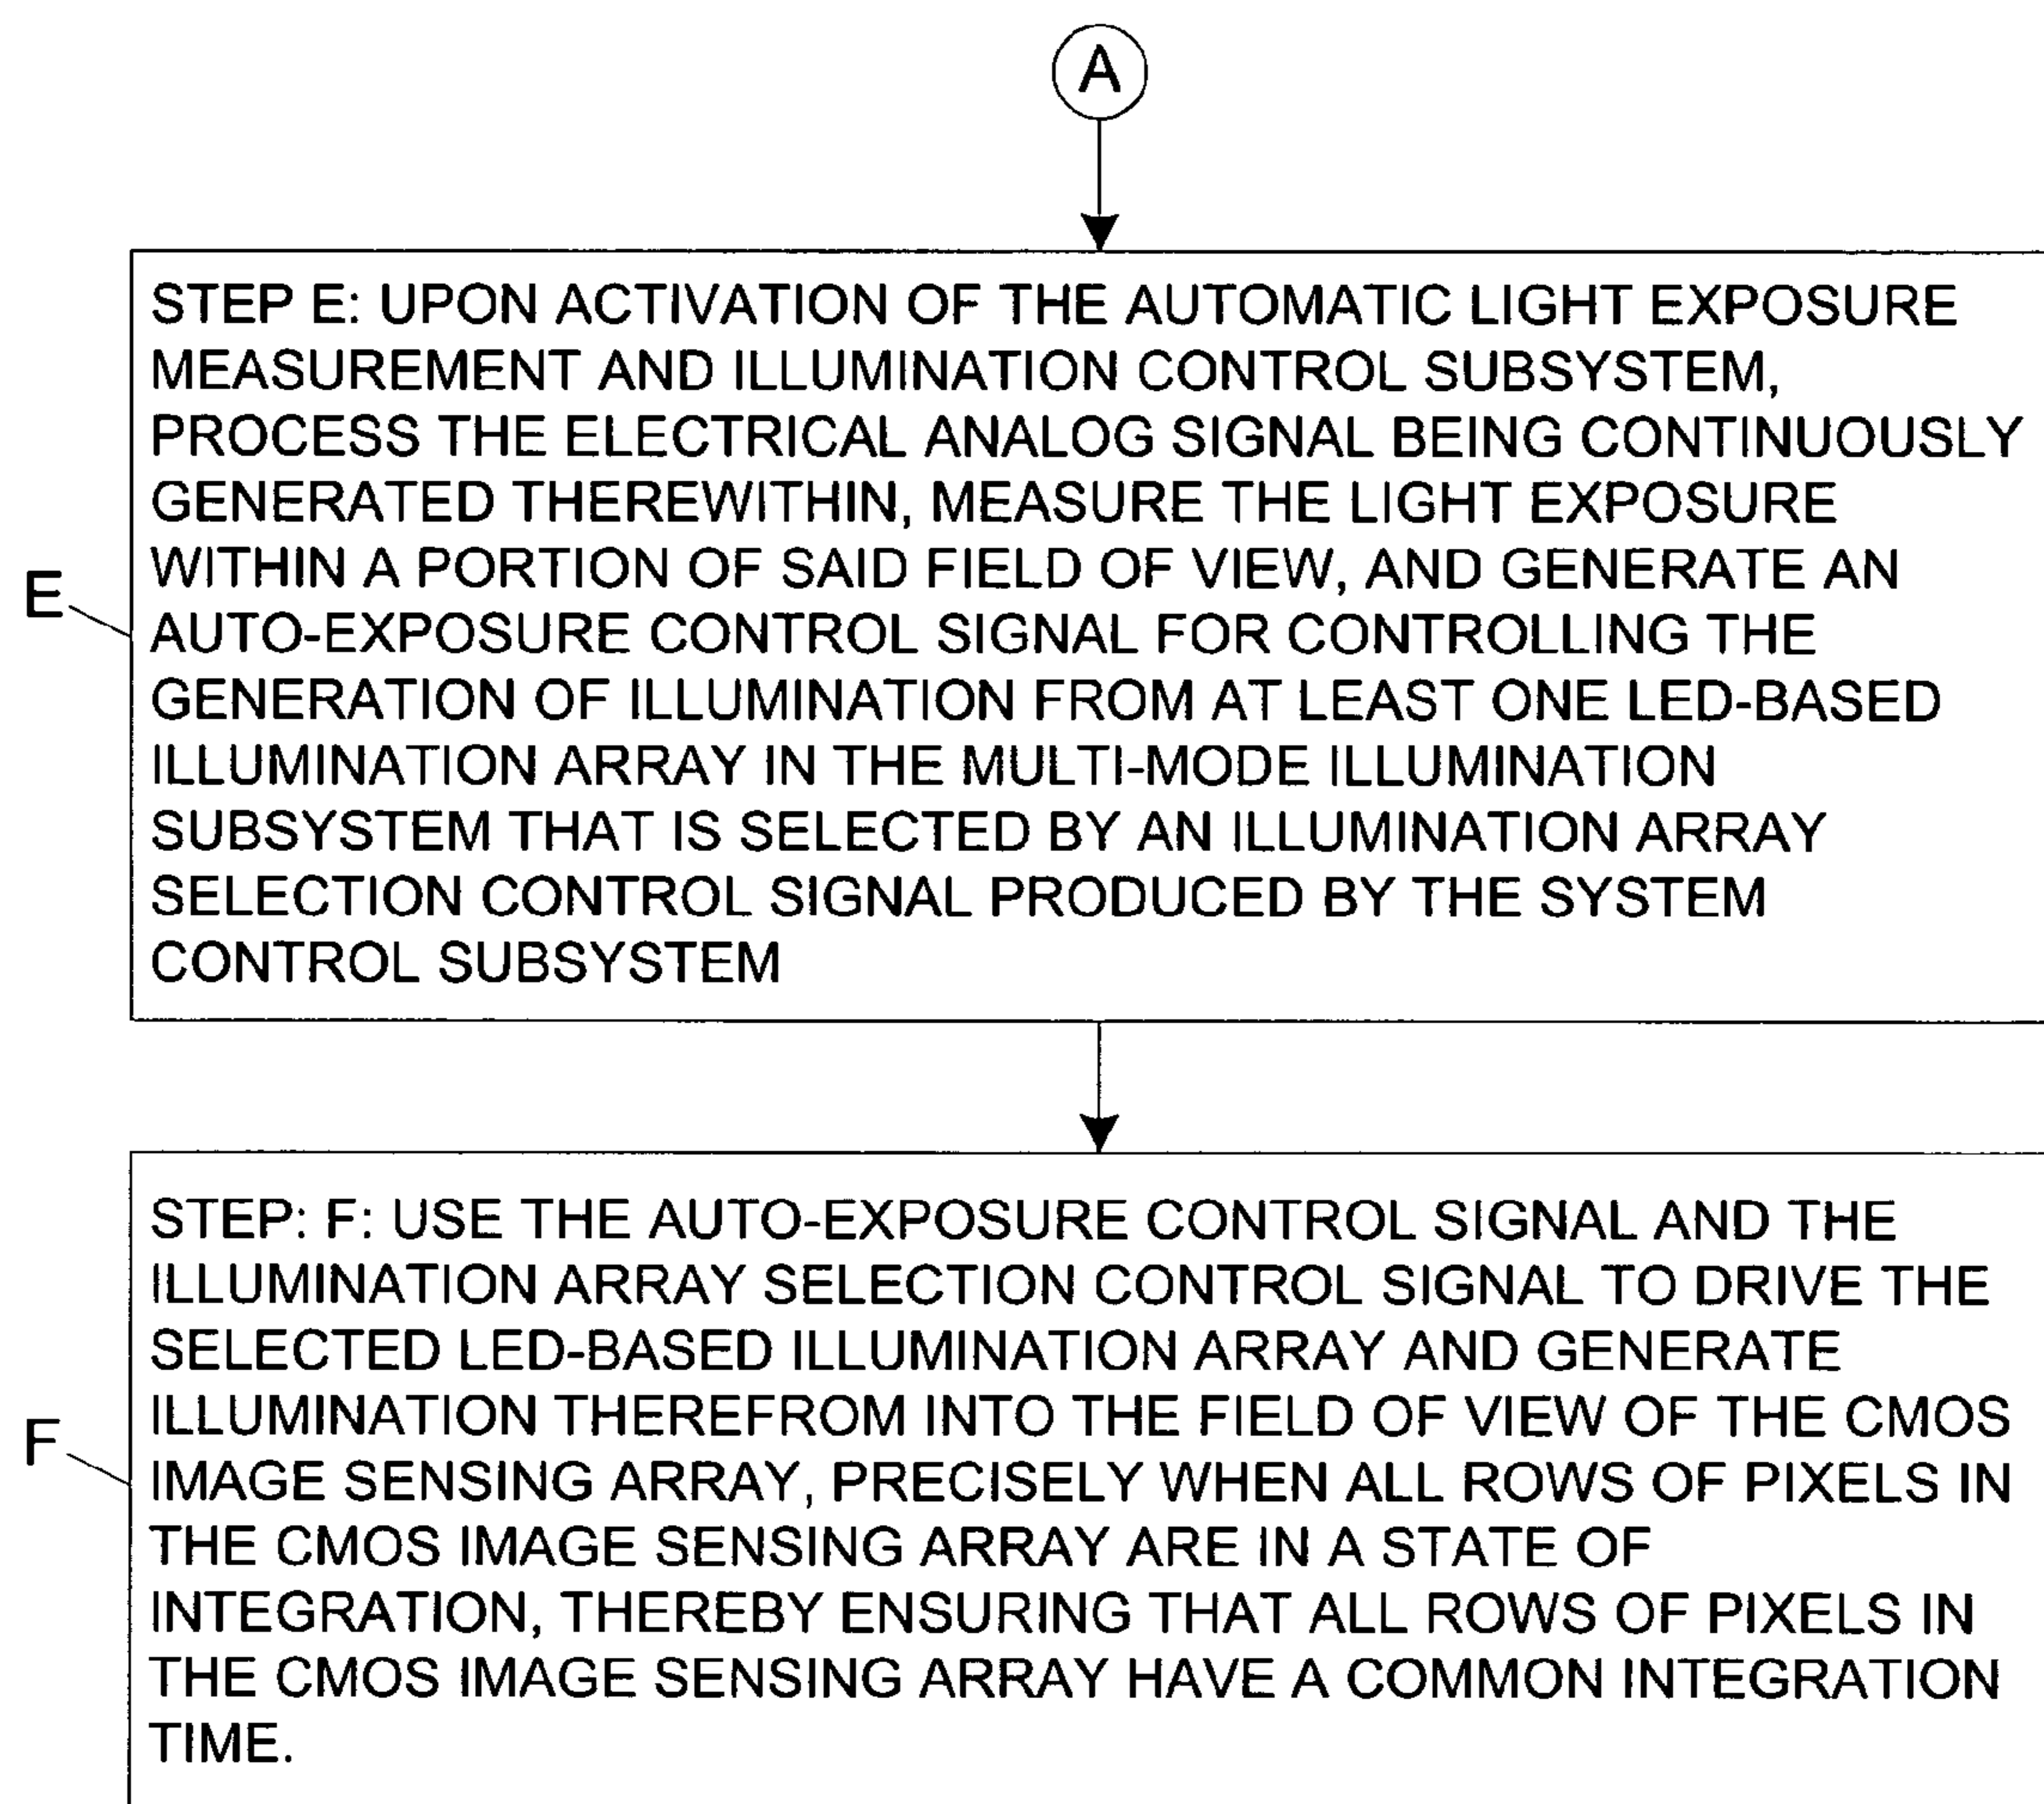 A
STEP E: UPON ACTIVATION OF THE AUTOMATIC LIGHT EXPOSURE
MEASUREMENT AND ILLUMINATION CONTROL SUBSYSTEM,
PROCESS THE ELECTRICAL ANALOG SIGNAL BEING CONTINUOUSLY
GENERATED THEREWITHIN, MEASURE THE LIGHT EXPOSURE
WITHIN A PORTION OF SAID FIELD OF VIEW, AND GENERATE AN
E
AUTO-EXPOSURE CONTROL SIGNAL FOR CONTROLLING THE
GENERATION OF ILLUMINATION FROM AT LEAST ONE LED-BASED
ILLUMINATION ARRAY IN THE MULTI-MODE ILLUMINATION
SUBSYSTEM THAT IS SELECTED BY AN ILLUMINATION ARRAY
SELECTION CONTROL SIGNAL PRODUCED BY THE SYSTEM
CONTROL SUBSYSTEM
STEP: F: USE THE AUTO-EXPOSURE CONTROL SIGNAL AND THE
ILLUMINATION ARRAY SELECTION CONTROL SIGNAL TO DRIVE THE
SELECTED LED-BASED ILLUMINATION ARRAY AND GENERATE
ILLUMINATION THEREFROM INTO THE FIELD OF VIEW OF THE CMOS
F
IMAGE SENSING ARRAY, PRECISELY WHEN ALL ROWS OF PIXELS IN
THE CMOS IMAGE SENSING ARRAY ARE IN A STATE OF
INTEGRATION, THEREBY ENSURING THAT ALL ROWS OF PIXELS IN
THE CMOS IMAGE SENSING ARRAY HAVE A COMMON INTEGRATION
TIME.